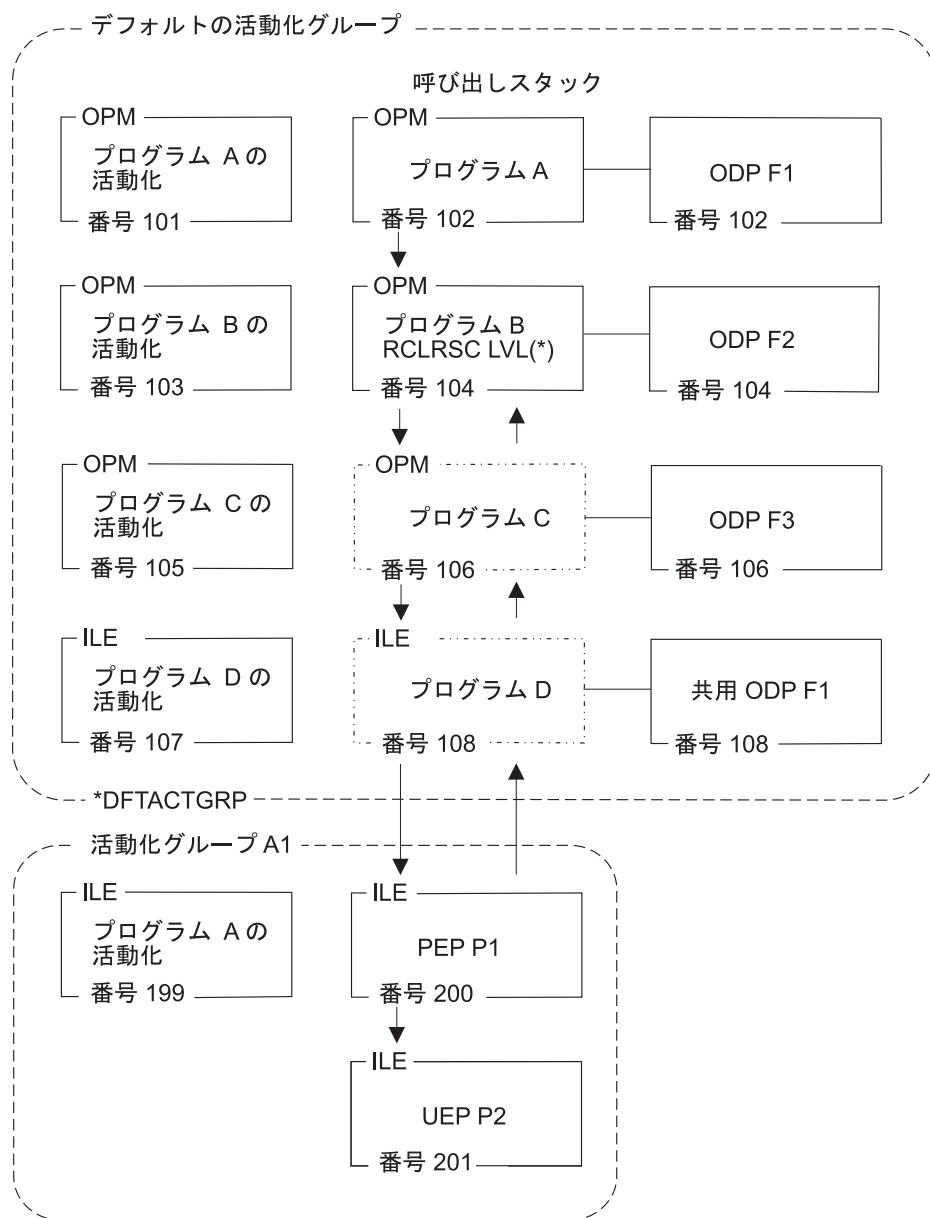 デフォルトの活動化グループ
呼び出しスタック
OPM
プログラム A の
活動化
番号 101
OPM
プログラム A
番号 102
ODP F1
番号 102
OPM
プログラム B の
活動化
番号 103
OPM
プログラム B
RCLRSC LVL(*)
番号 104
ODP F2
番号 104
OPM
プログラム C の
活動化
番号 105
OPM
プログラム C
番号 106
ODP F3
番号 106
ILE
プログラム D の
活動化
番号 107
ILE
プログラム D
番号 108
共用 ODP F1
番号 108
*DFTACTGRP
活動化グループ A1
ILE
プログラム A の
活動化
番号 199
ILE
PEP P1
番号 200
ILE
UEP P2
番号 201